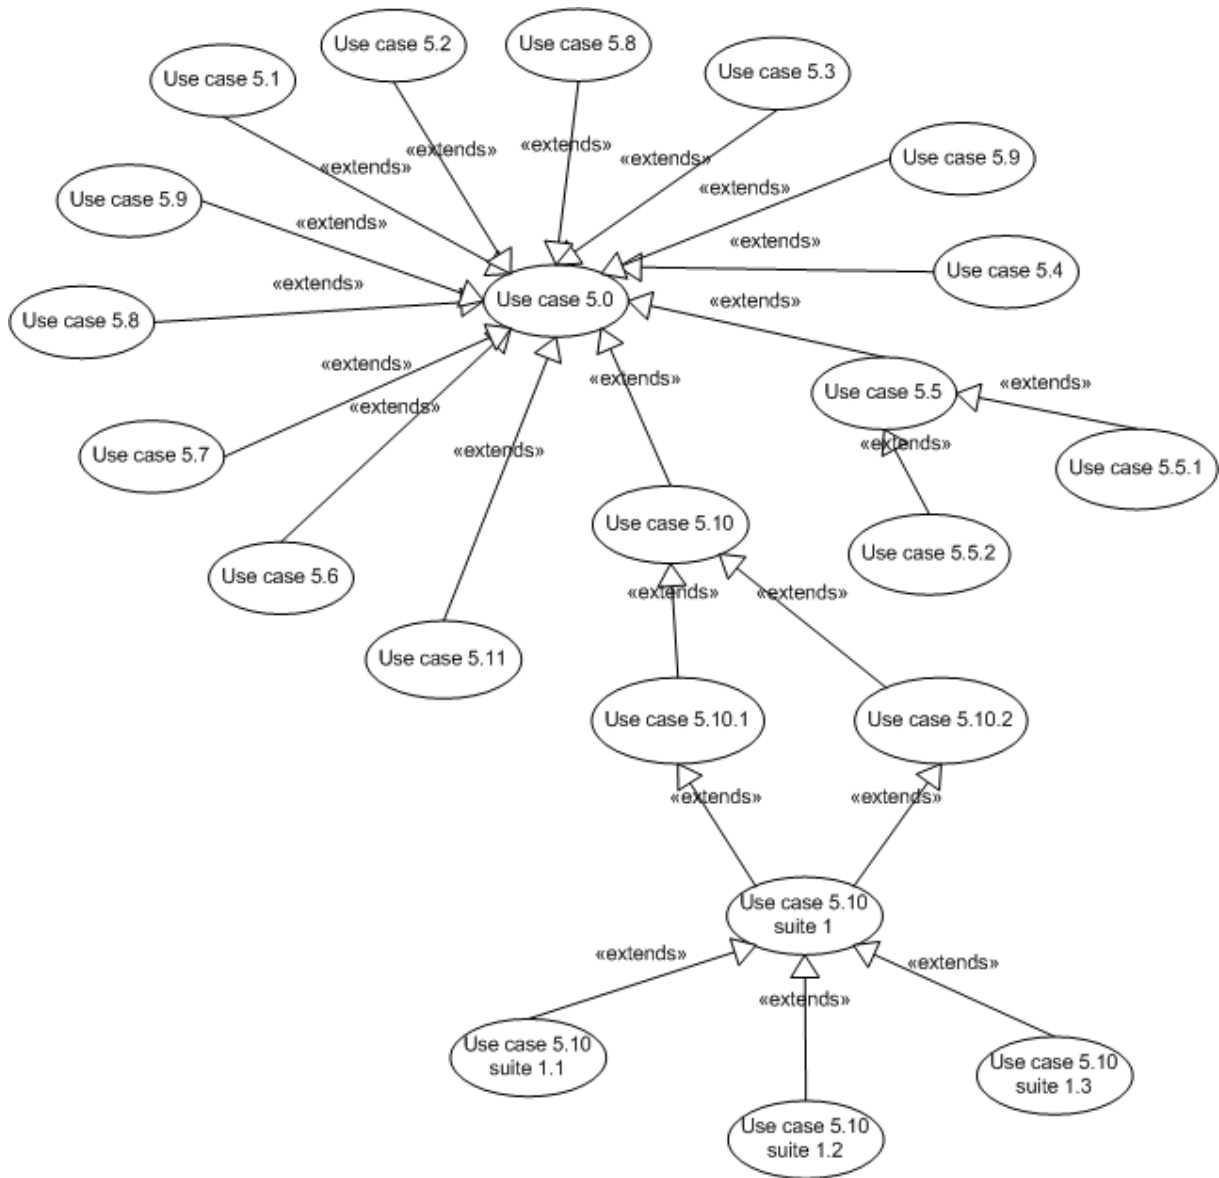 Use case 5.2
Use case 5.8
Use case 5.1
Use case 5.3
«extends»
«extends»
«extends»
«extends»
Use case 5.9
«extends»
Use case 5.9
«extends»
«extends»
Use case 5.4
«extends»
Use case 5.0
«extends»
Use case 5.8
«extends»
«extends»
«extends»
Use case 5.5
«extends»
«extends»
«extends»
Use case 5.7
Use case 5.5.1
Use case 5.10
Use case 5.5.2
Use case 5.6
«extends»
«extends»
Use case 5.11
Use case 5.10.1
Use case 5.10.2
«extends»
«extends»
Use case 5.10
suite 1
«extends»
«extends»
«extends»
Use case 5.10
suite 1.1
Use case 5.10
suite 1.3
Use case 5.10
suite 1.2